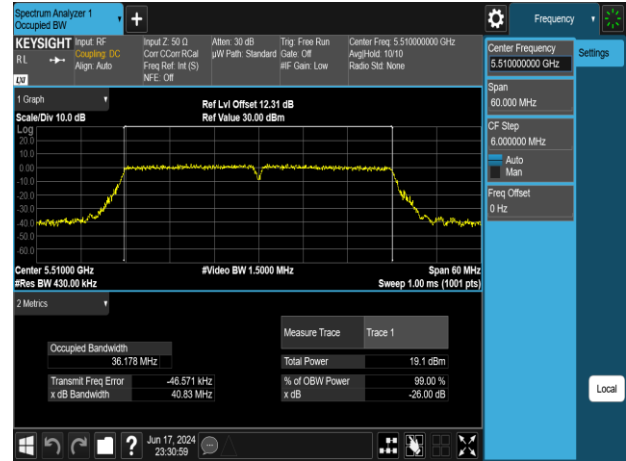 Spectrum Analyzer 1
Occupied BW
+
Frequency
KEYSIGHT
RL
LXI
Input: RF
Coupling: DC
Align: Auto
Input Z: 50 Ω
Corr CCorr RCal
Freq Ref: Int (S)
NFE: Off
Atten: 30 dB
µW Path: Standard
Trig: Free Run
Gate: Off
#IF Gain: Low
Center Freq: 5.510000000 GHz
Avg|Hold: 10/10
Radio Std: None
Center Frequency
5.510000000 GHz
Settings
Span
60.000 MHz
CF Step
6.000000 MHz
Auto
Man
Freq Offset
0 Hz
Local
1 Graph
Scale/Div 10.0 dB
Ref Lvl Offset 12.31 dB
Ref Value 30.00 dBm
Log
20.0
10.0
0.00
-10.0
-20.0
-30.0
-40.0
-50.0
-60.0
Center 5.51000 GHz
#Res BW 430.00 kHz
#Video BW 1.5000 MHz
Span 60 MHz
Sweep 1.00 ms (1001 pts)
2 Metrics
Measure Trace
Trace 1
Occupied Bandwidth
36.178 MHz
Total Power
19.1 dBm
Transmit Freq Error
-46.571 kHz
% of OBW Power
99.00 %
x dB Bandwidth
40.83 MHz
x dB
-26.00 dB
?
Jun 17, 2024
23:30:59